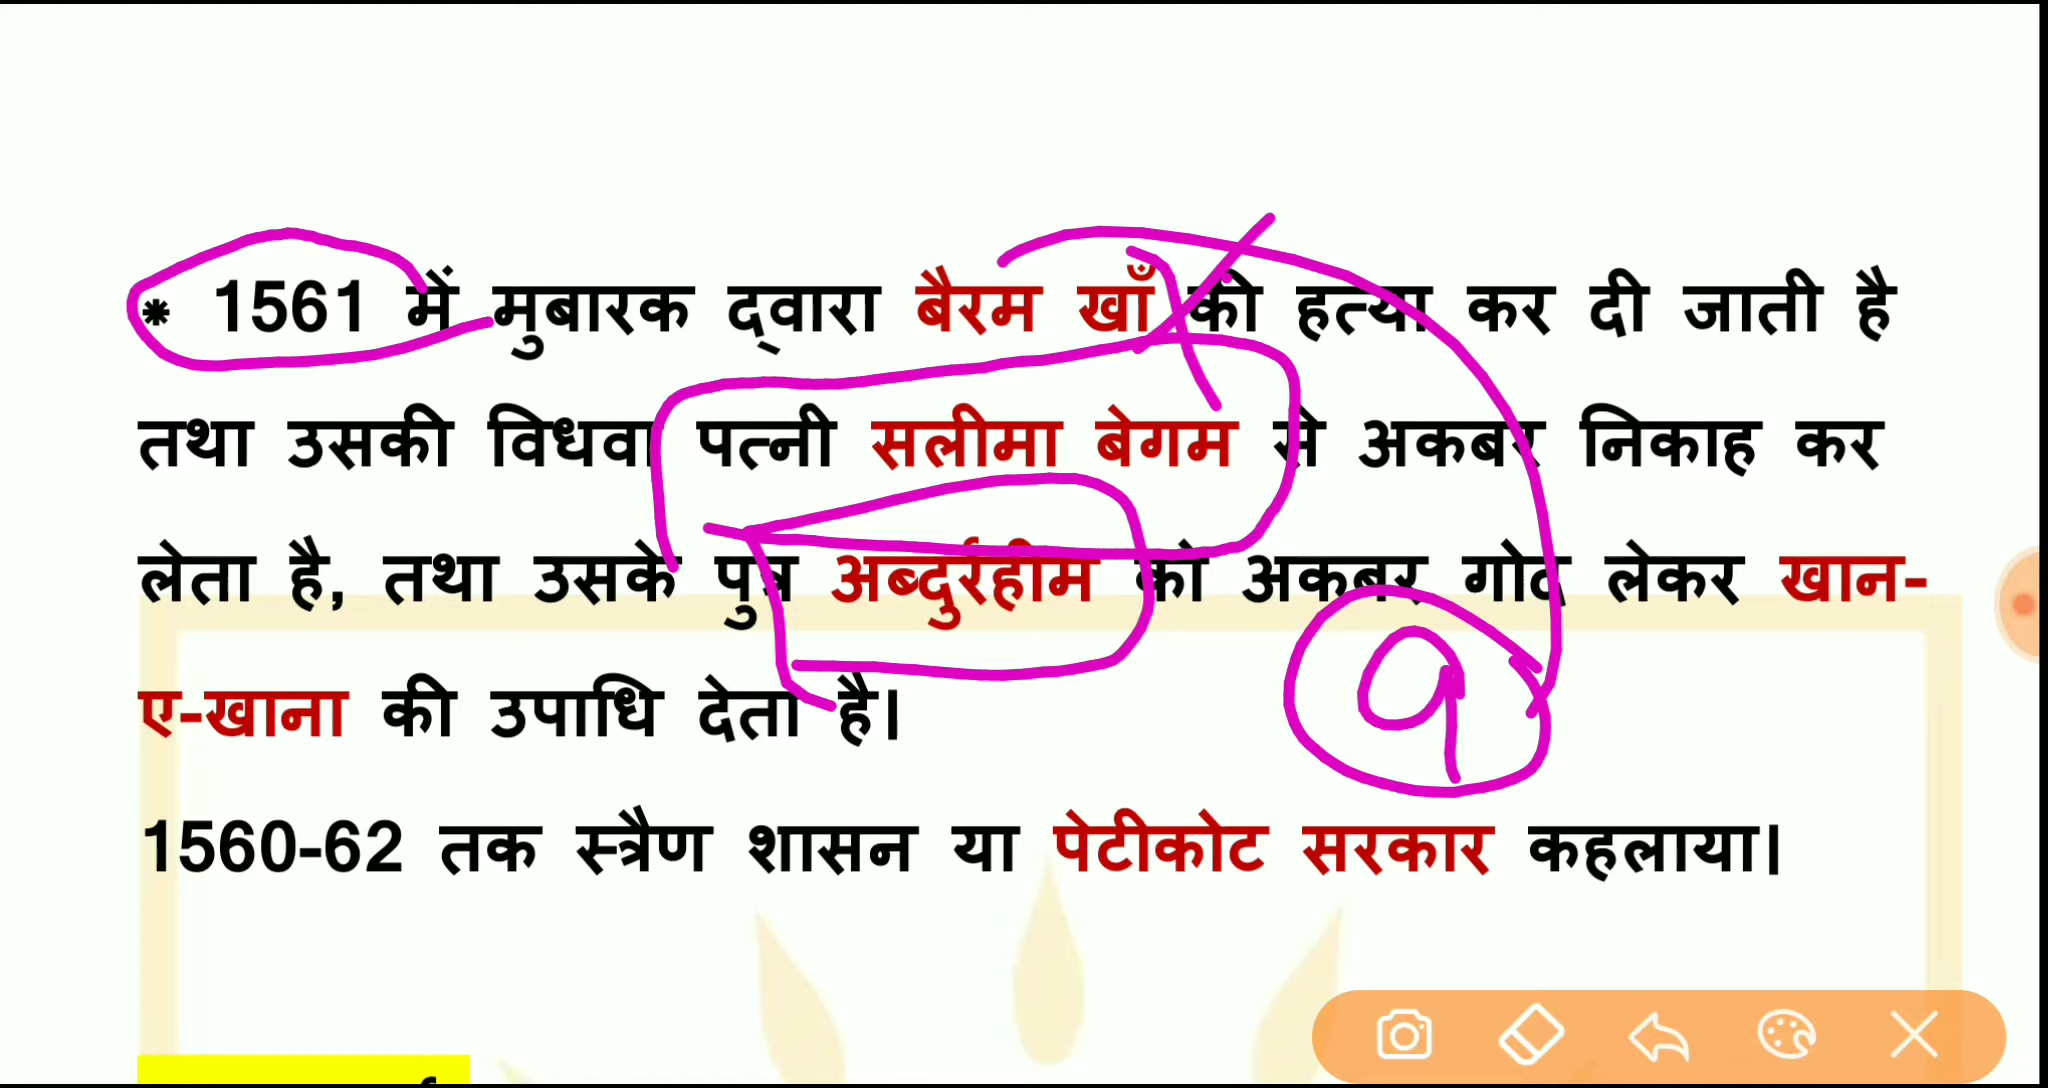 * 1561 में मुबारक द्वारा बैरम खाँ की हत्या कर दी जाती है
तथा उसकी विधवा पत्नी सलीमा बेगम से अकबर निकाह कर
लेता है, तथा उसके पुत्र अब्दुर्रहीम को अकबर गोद लेकर खान-
ए-खाना की उपाधि देता है।
9
1560-62 तक स्त्रैण शासन या पेटीकोट सरकार कहलाया।